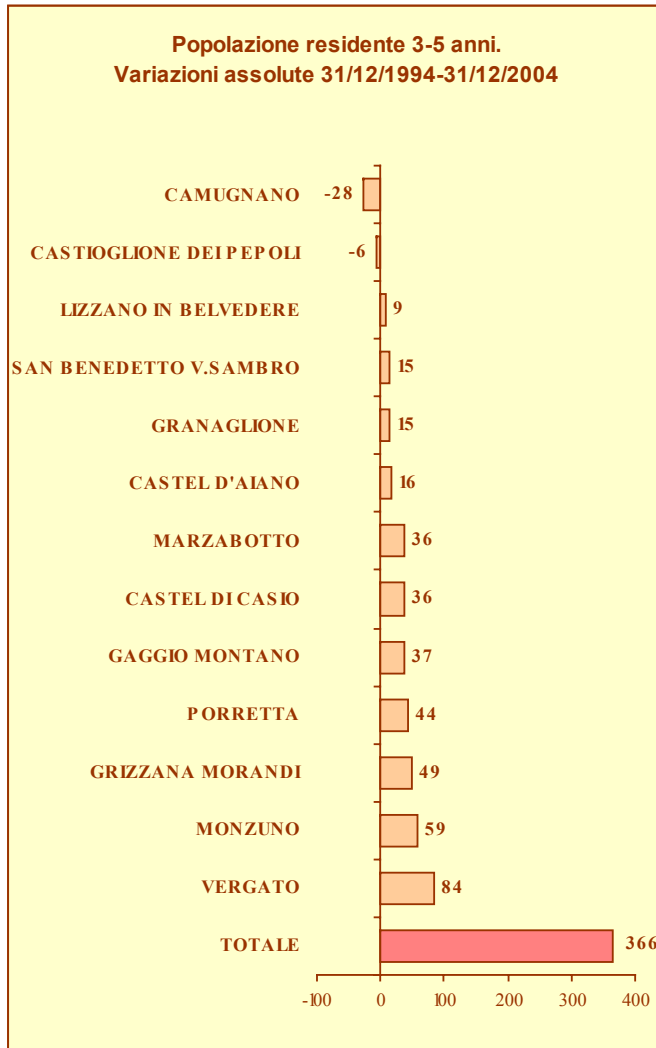 Popolazione residente 3-5 anni.
Variazioni assolute 31/12/1994-31/12/2004
CAMUGNANO -28
CASTIOGLIONE DEI PEPOLI -6
LIZZANO IN BELVEDERE 9
SAN BENEDETTO V.SAMBRO 15
GRANAGLIONE 15
CASTEL D'AIANO 16
MARZABOTTO 36
CASTEL DI CASIO 36
GAGGIO MONTANO 37
PORRETTA 44
GRIZZANA MORANDI 49
MONZUNO 59
VERGATO 84
TOTALE 366
-100 0 100 200 300 400